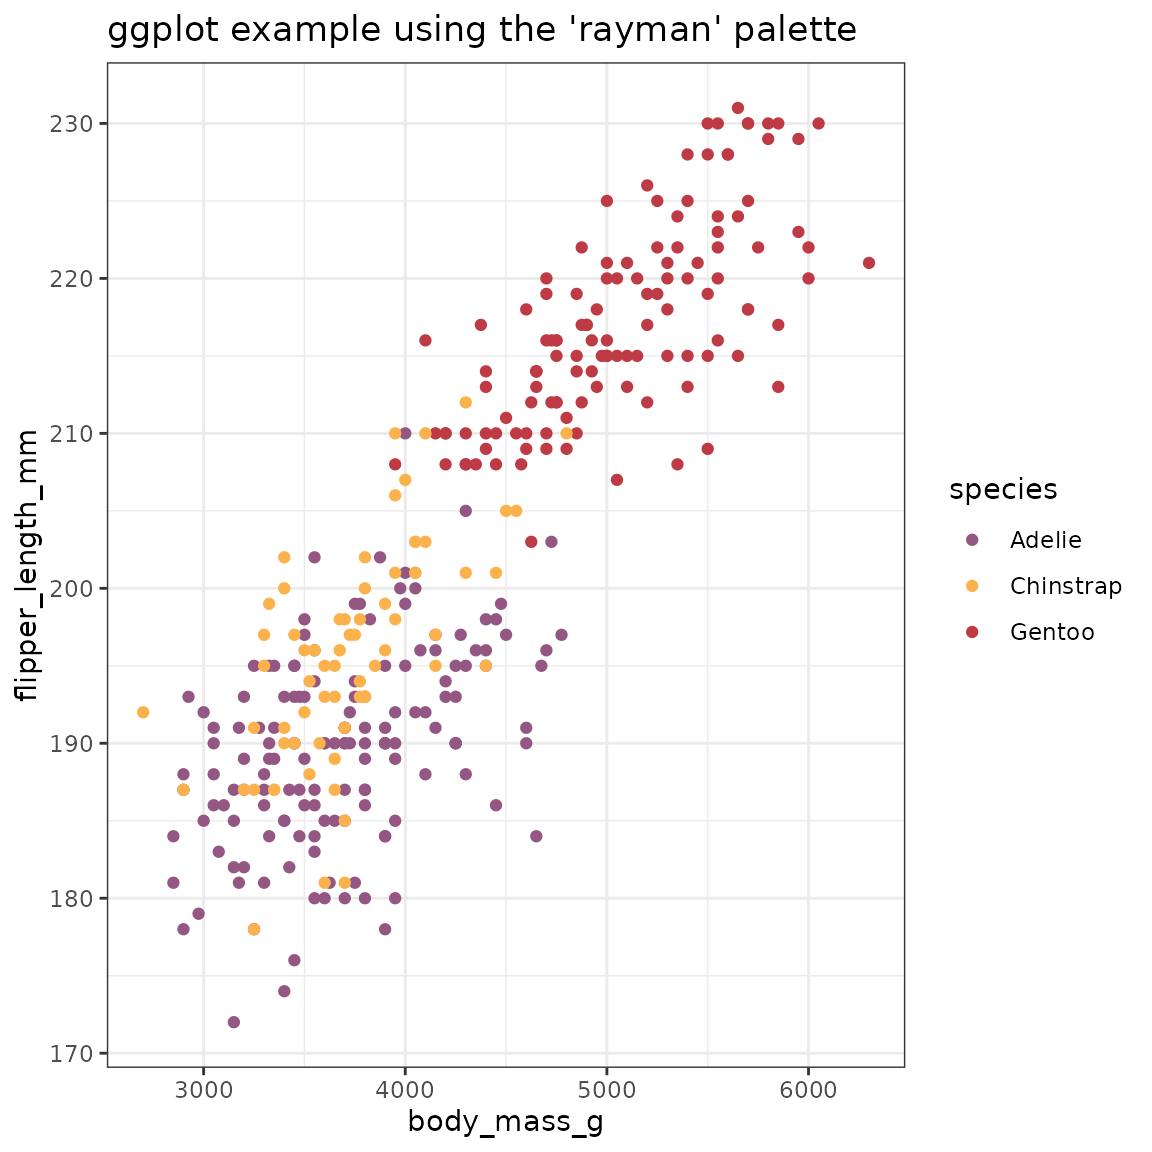 ggplot example using the 'rayman' palette
230
220
210
200
190
180
170
flipper_length_mm
3000 4000 5000 6000
body_mass_g
species
Adelie
Chinstrap
Gentoo